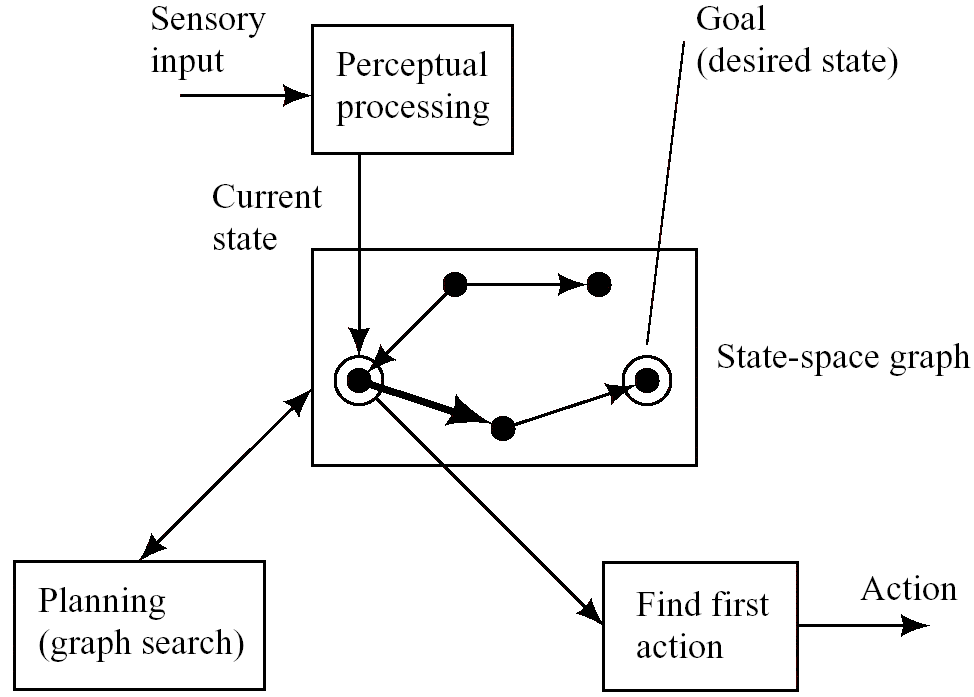 Sensory
input
Perceptual
processing
Goal
(desired state)
Current
state
State-space graph
Planning
(graph search)
Find first
action
Action